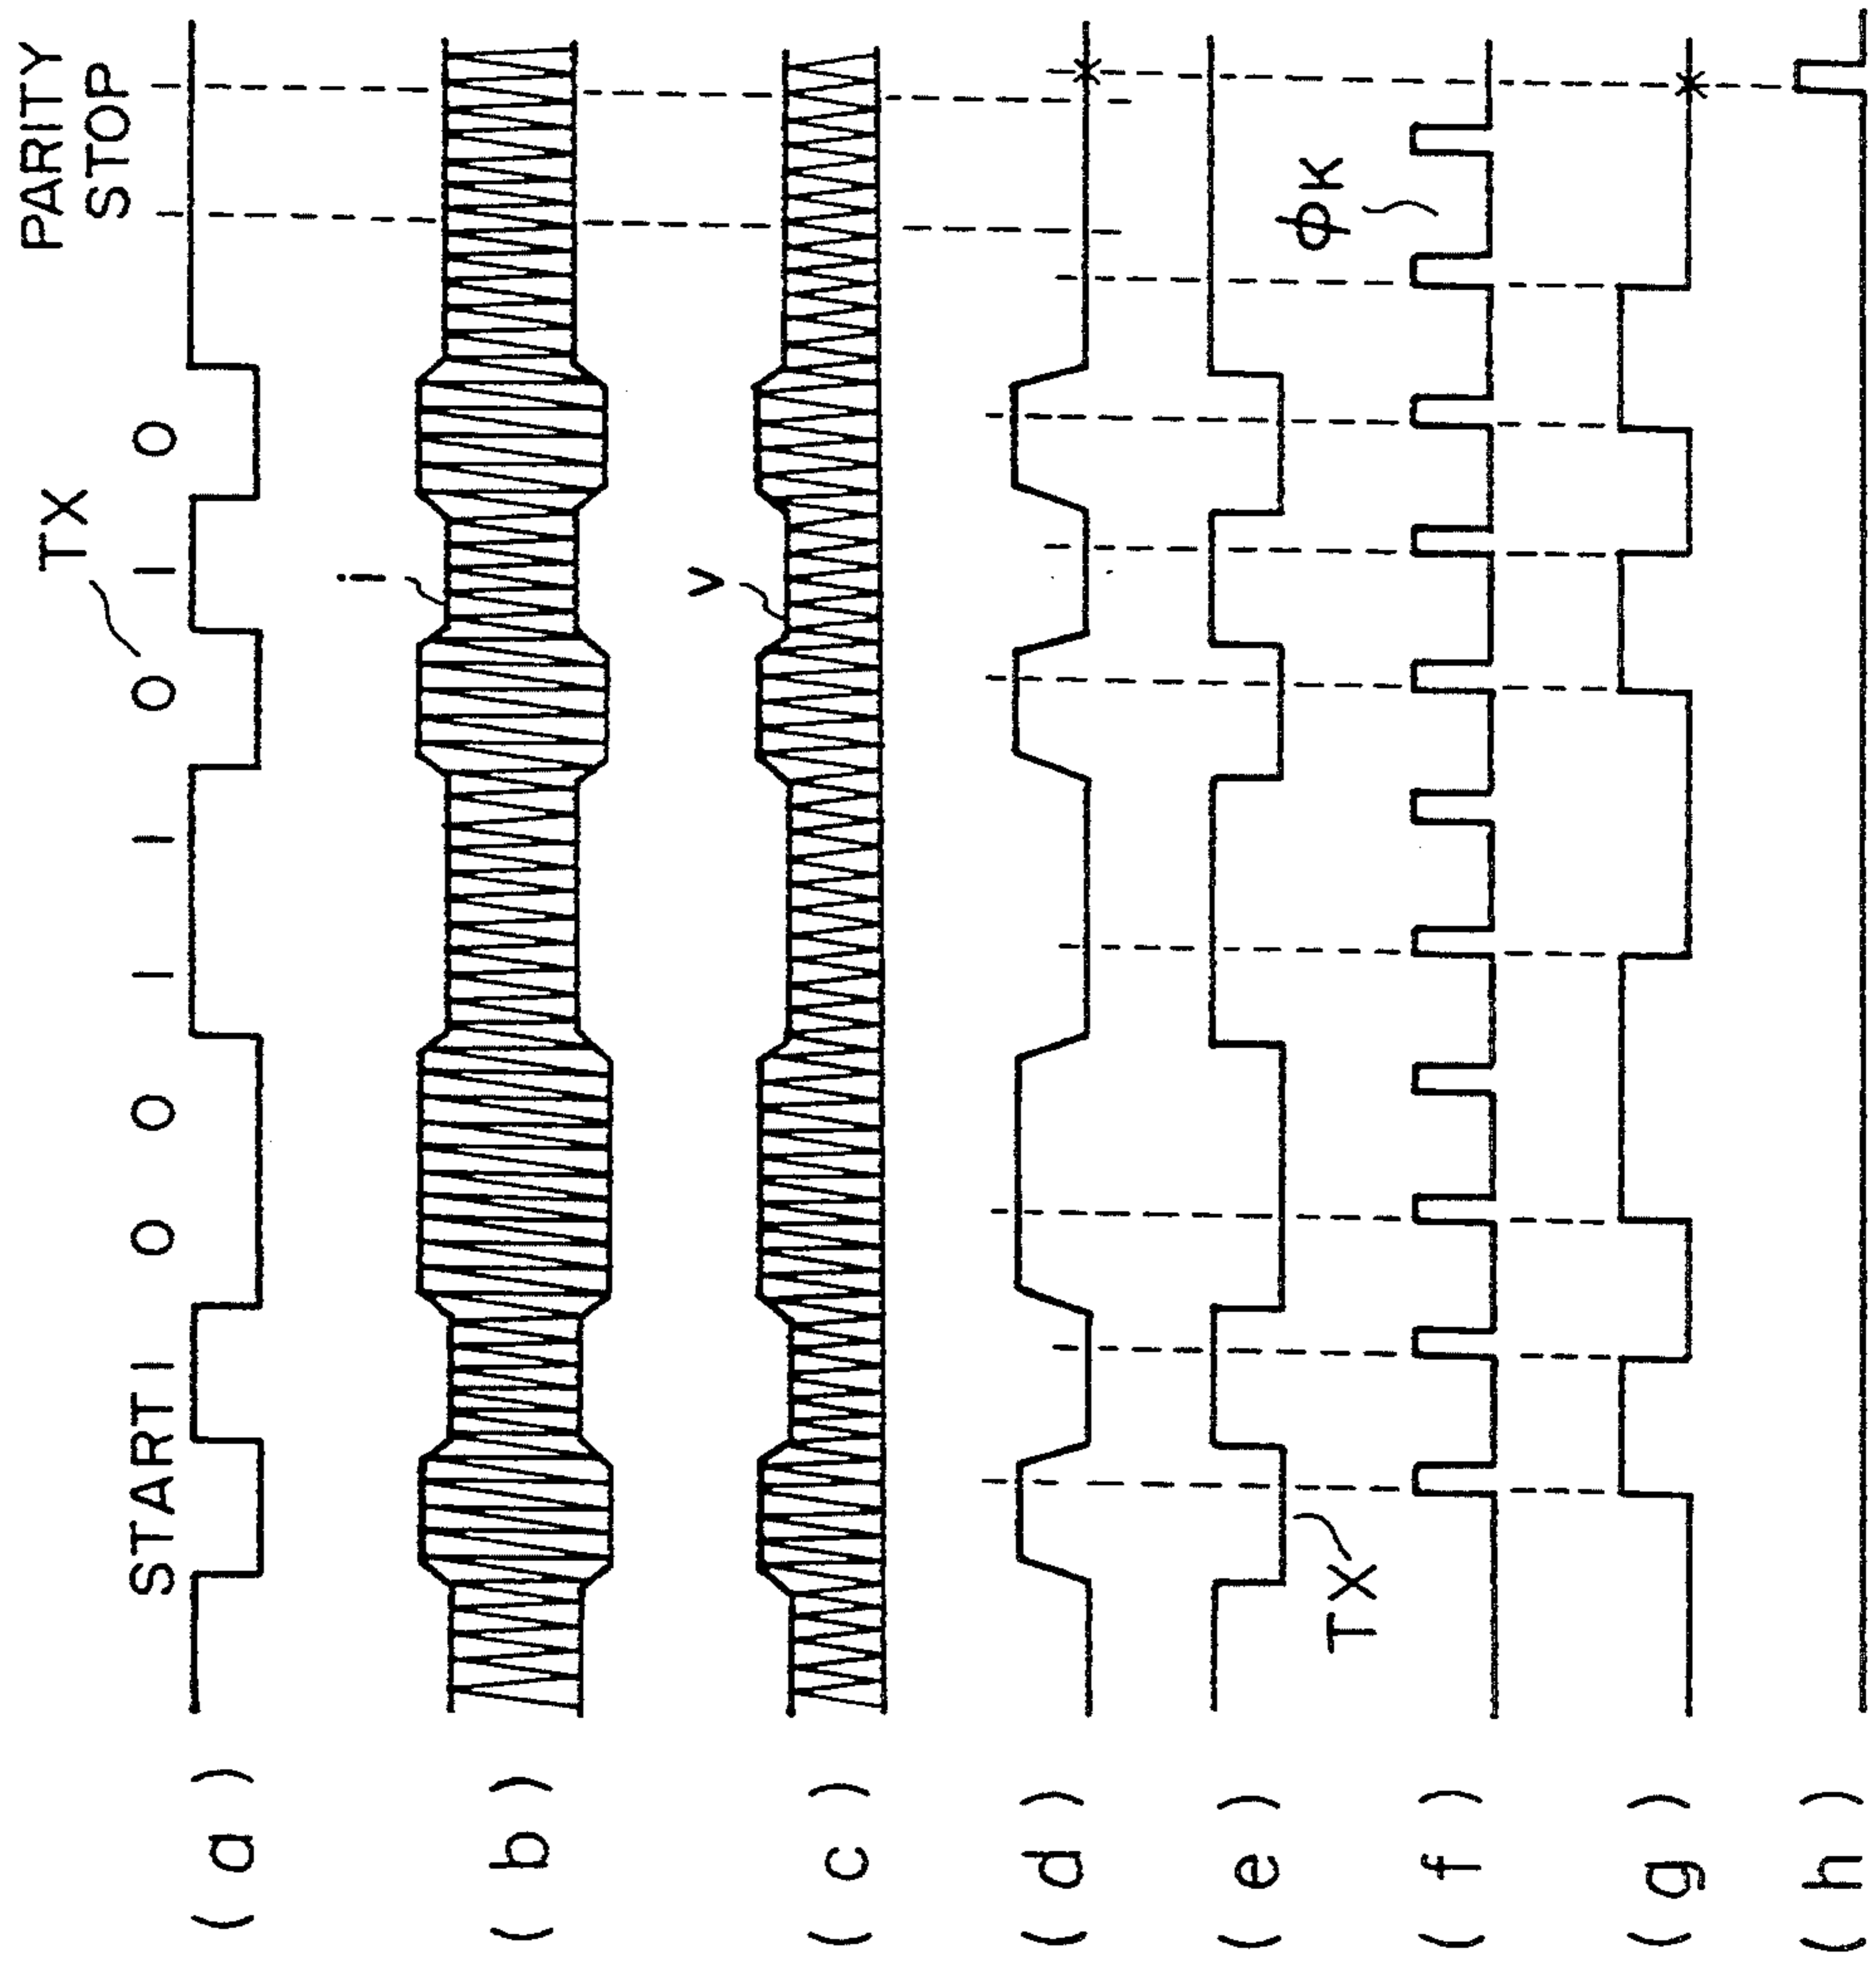 PARITY
STOP
TX
START 1 0 0 1 1 0 1 0
(a)
i
(b)
v
(c)
(d)
(e)
TX
φK
(f)
(g)
(h)